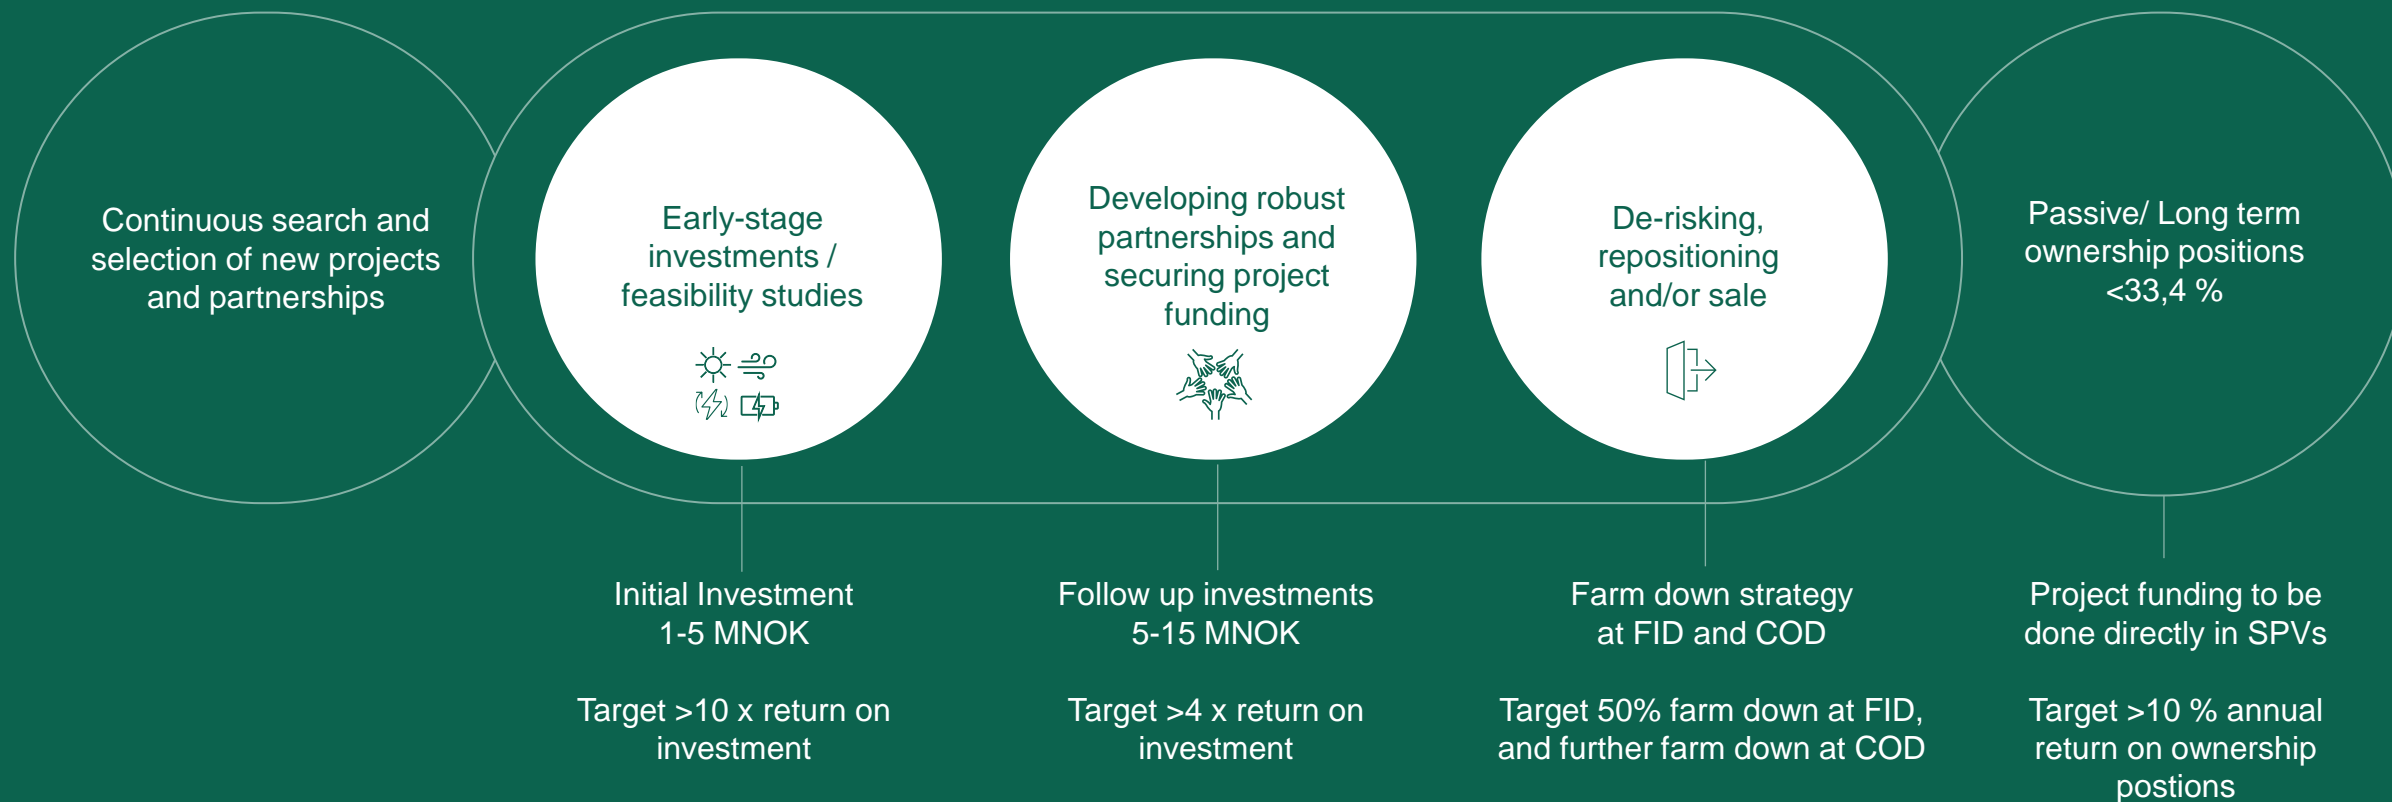 Continuous search and
selection of new projects
and partnerships
Early-stage
investments /
feasibility studies
Developing robust
partnerships and
securing project
funding
De-risking,
repositioning
and/or sale
Passive/ Long term
ownership positions
<33,4 %
Initial Investment
1-5 MNOK
Target >10 x return on
investment
Follow up investments
5-15 MNOK
Target >4 x return on
investment
Farm down strategy
at FID and COD
Target 50% farm down at FID,
and further farm down at COD
Project funding to be
done directly in SPVs
Target >10 % annual
return on ownership
postions